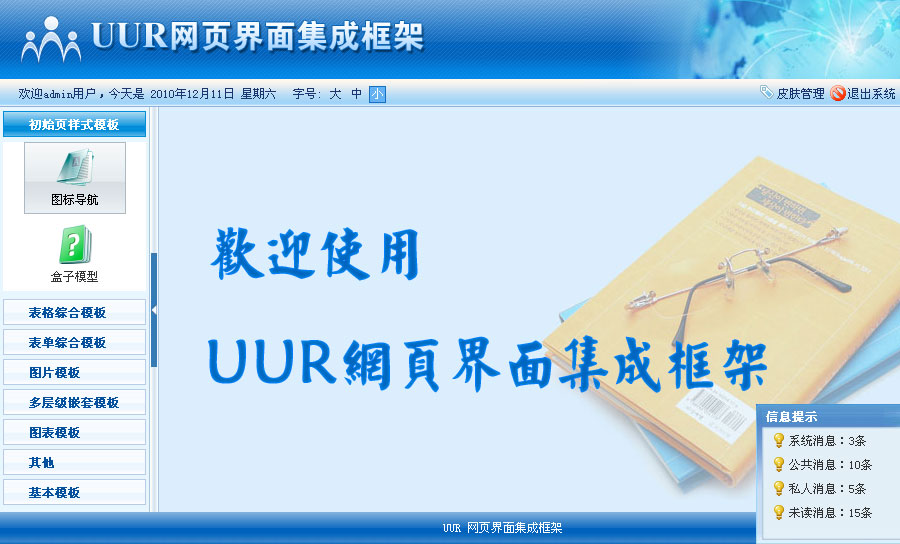 UUR网页界面集成框架
欢迎admin用户，今天是 2010年12月11日 星期六 字号: 大 中 小
皮肤管理 退出系统
初始页样式模板
图标导航
盒子模型
表格综合模板
表单综合模板
图片模板
多层级嵌套模板
图表模板
其他
基本模板
歡迎使用
UUR網頁界面集成框架
信息提示
系统消息：3条
公共消息：10条
私人消息：5条
未读消息：15条
UUR 网页界面集成框架